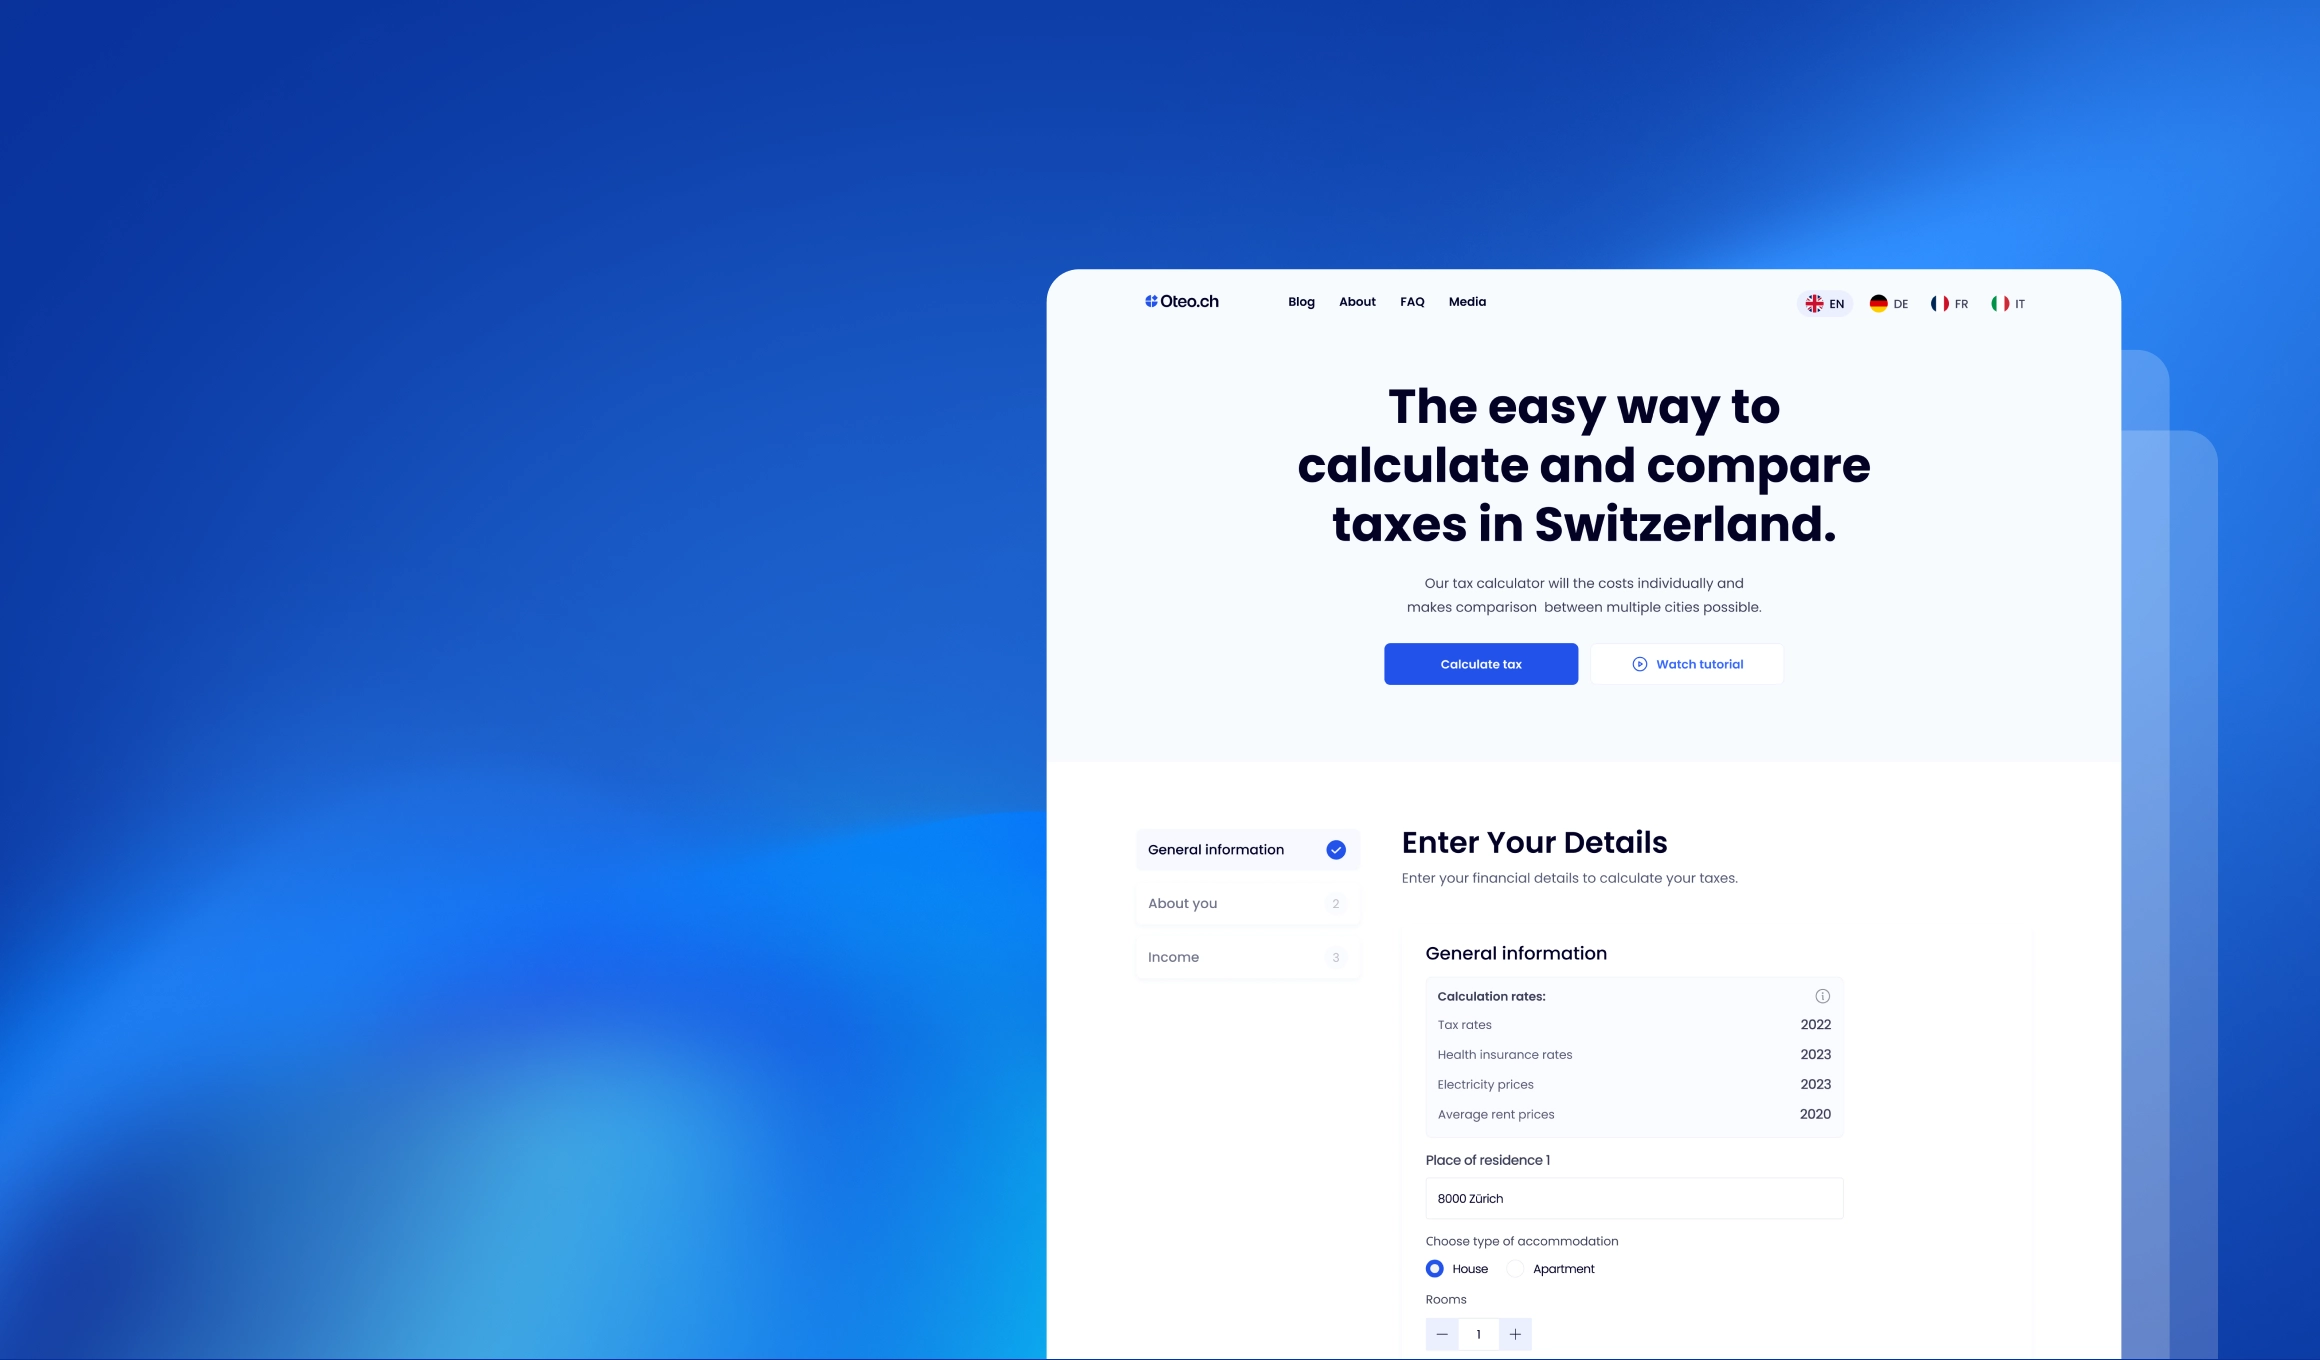 Oteo.ch
Blog About FAQ Media
EN DE FR IT
The easy way to
calculate and compare
taxes in Switzerland.
Our tax calculator will the costs individually and
makes comparison between multiple cities possible.
Calculate tax
Watch tutorial
General information
About you 2
Income 3
Enter Your Details
Enter your financial details to calculate your taxes.
General information
Calculation rates:
Tax rates 2022
Health insurance rates 2023
Electricity prices 2023
Average rent prices 2020
Place of residence 1
8000 Zürich
Choose type of accommodation
House Apartment
Rooms
1